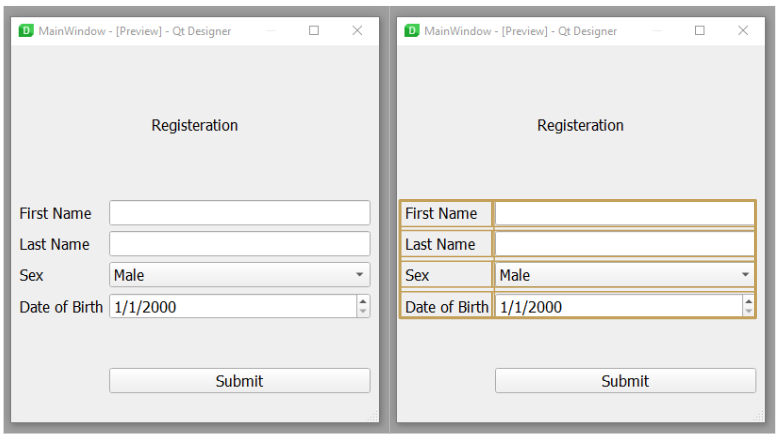 D MainWindow - [Preview] - Qt Designer
Registeration
First Name
Last Name
Sex Male
Date of Birth 1/1/2000
Submit
D MainWindow - [Preview] - Qt Designer
Registeration
First Name
Last Name
Sex Male
Date of Birth 1/1/2000
Submit